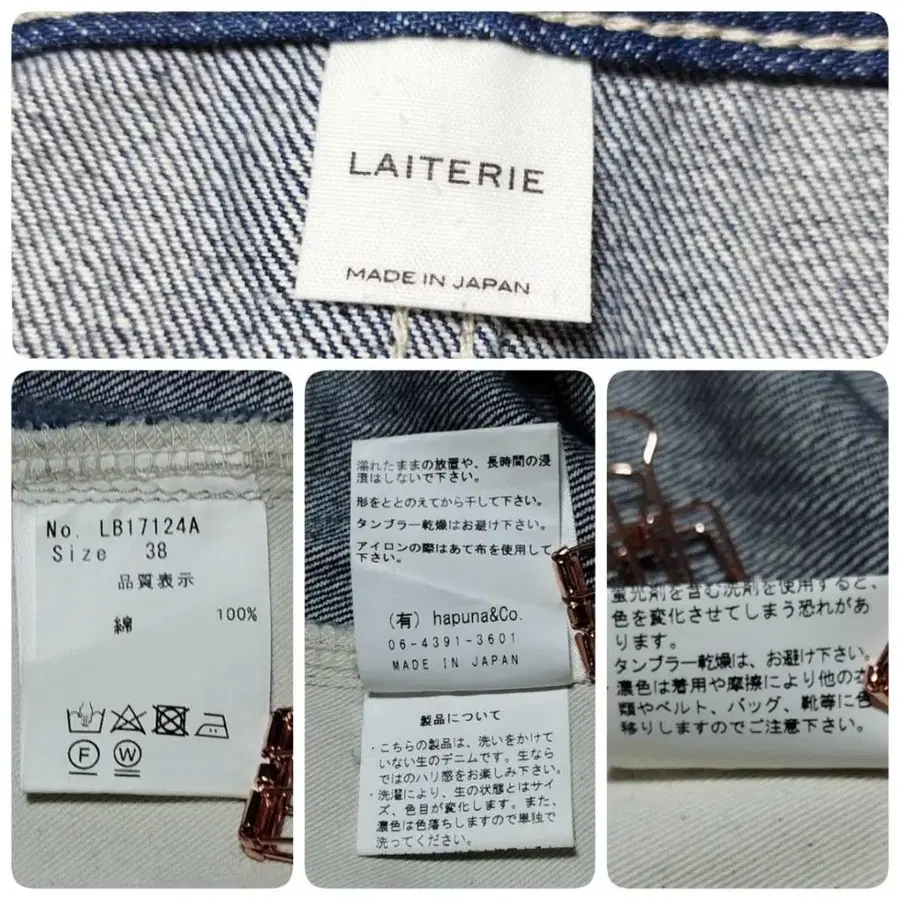 LAITERIE
MADE IN JAPAN
No. LB17124A
Size 38
品質表示
綿 100%
F W
濡れたままの放置や、長時間の浸
漬はしないで下さい。
形をととのえてから干して下さい。
タンブラー乾燥はお避け下さい。
アイロンの際はあて布を使用して
下さい。
(有) hapuna&Co.
06-4391-3601
MADE IN JAPAN
製品について
・こちらの製品は、洗いをかけて
いない生のデニムです。生なら
ではのハリ感をお楽しみ下さい。
・洗濯により、生の状態とはサイ
ズ、色目が変化します。また、
濃色は色落ちしますので単独で
洗ってください。
蛍光剤を含む洗剤を使用すると、
色を変化させてしまう恐れがあ
ります。
タンブラー乾燥は、お避け下さい。
濃色は着用や摩擦により他の衣
類やベルト、バッグ、靴等に色
移りしますのでご注意下さい。